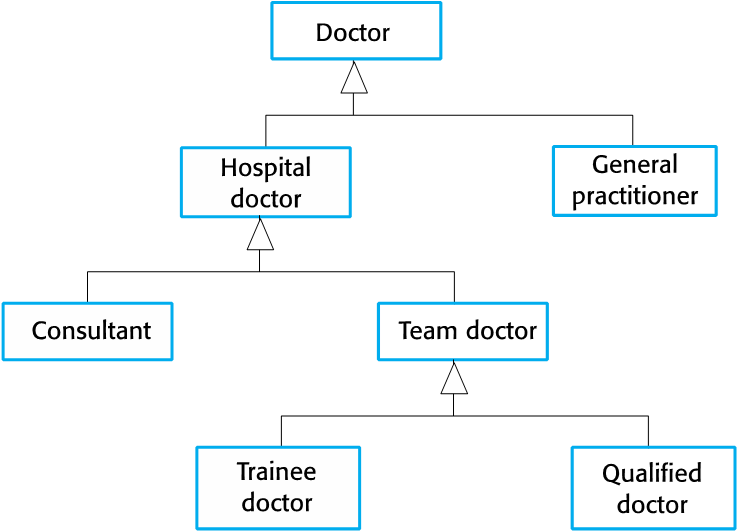 Doctor
Hospital
doctor
General
practitioner
Consultant
Team doctor
Trainee
doctor
Qualified
doctor